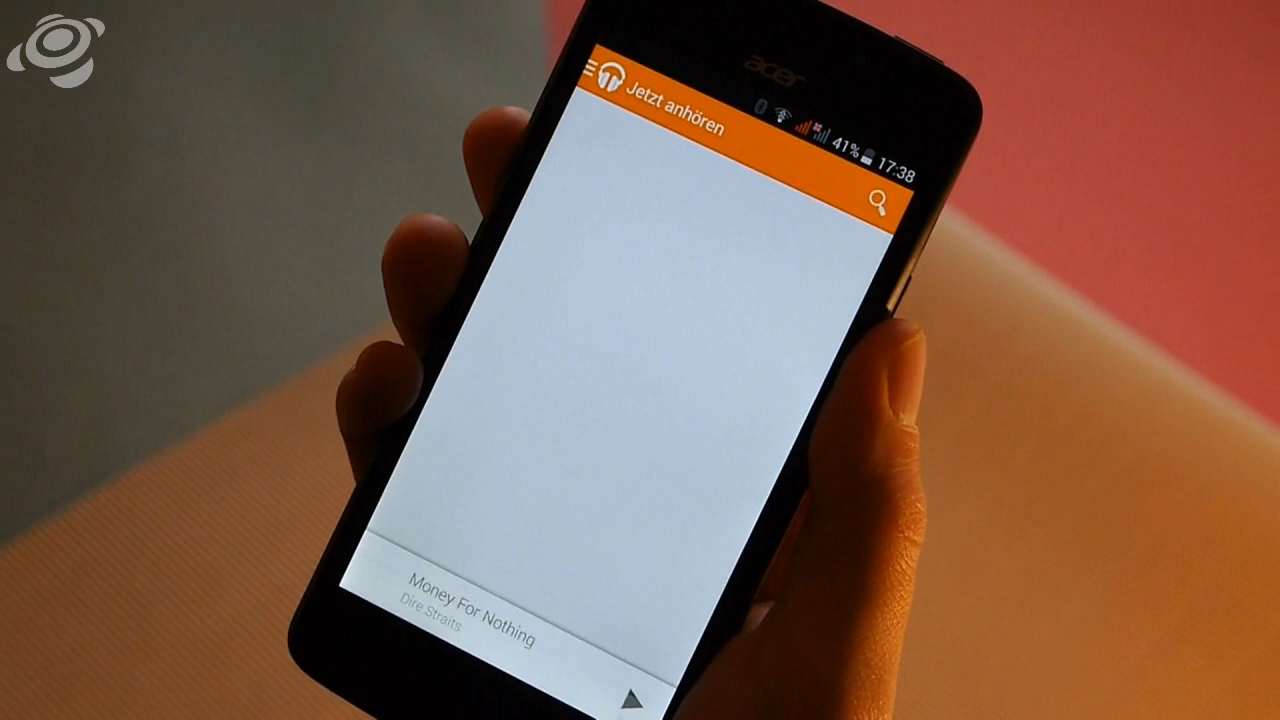 acer
41% 17:38
Jetzt anhören
Money For Nothing
Dire Straits